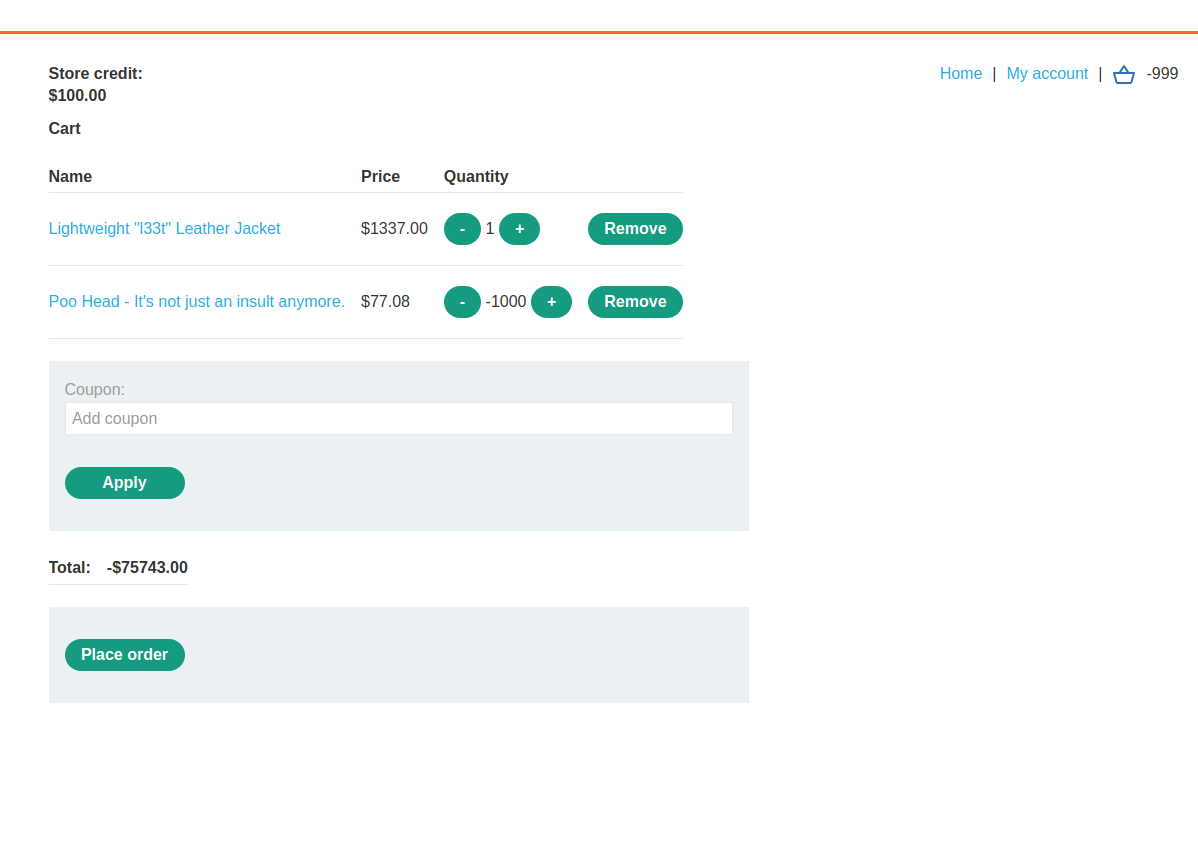 Store credit:
$100.00
Home | My account | -999
Cart
Name Price Quantity
Lightweight "l33t" Leather Jacket $1337.00 - 1 + Remove
Poo Head - It's not just an insult anymore. $77.08 - -1000 + Remove
Coupon:
Add coupon
Apply
Total: -$75743.00
Place order